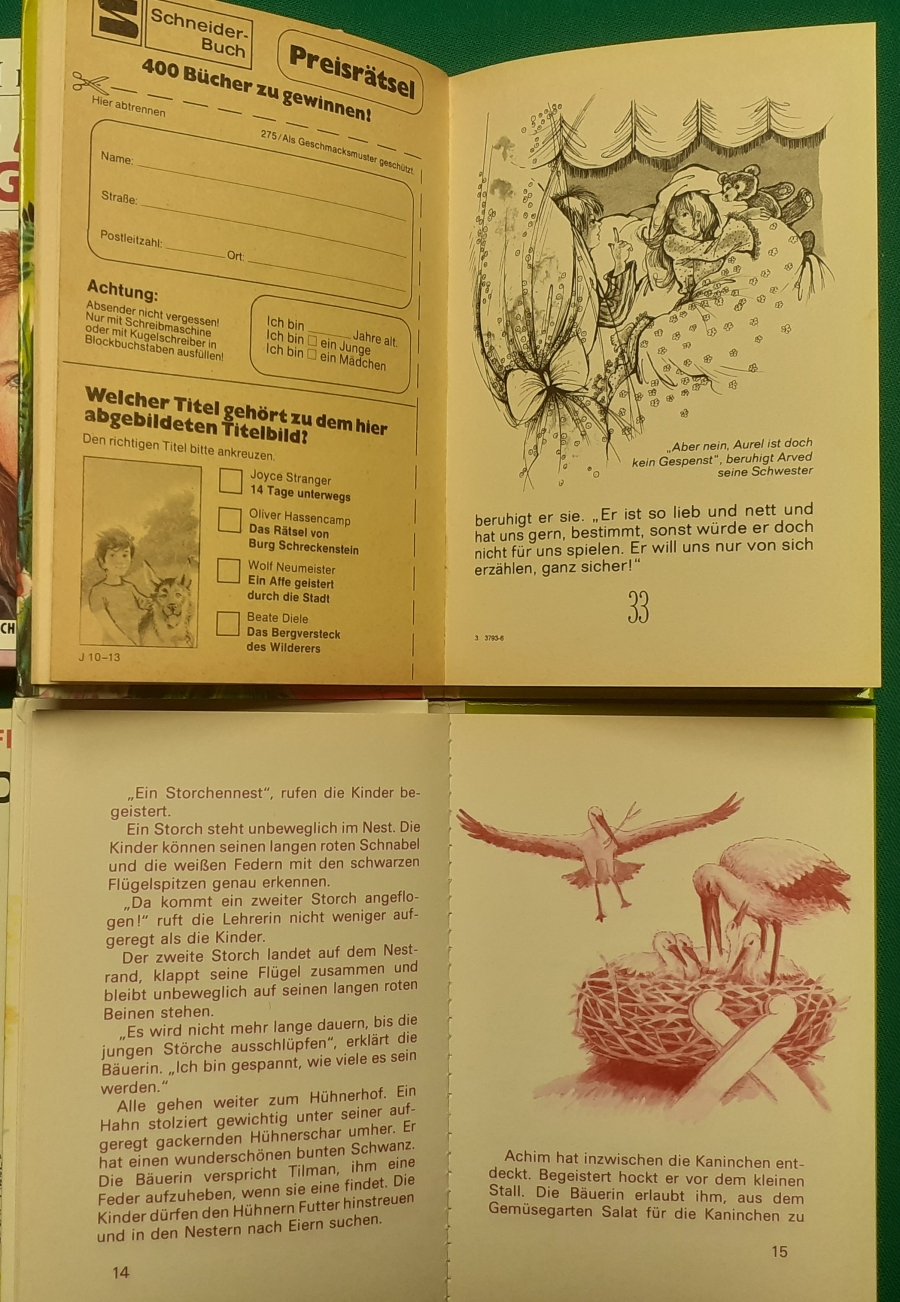 Schneider-
Buch
Preisrätsel
400 Bücher zu gewinnen!
Hier abtrennen
275/Als Geschmacksmuster geschützt.
Name:
Straße:
Postleitzahl: Ort:
Achtung:
Absender nicht vergessen!
Nur mit Schreibmaschine
oder mit Kugelschreiber in
Blockbuchstaben ausfüllen!
Ich bin Jahre alt.
Ich bin ein Junge
Ich bin ein Mädchen
Welcher Titel gehört zu dem hier
abgebildeten Titelbild?
Den richtigen Titel bitte ankreuzen.
Joyce Stranger
14 Tage unterwegs
Oliver Hassencamp
Das Rätsel von
Burg Schreckenstein
Wolf Neumeister
Ein Affe geistert
durch die Stadt
Beate Diele
Das Bergversteck
des Wilderers
J 10–13
„Aber nein, Aurel ist doch
kein Gespenst“, beruhigt Arved
seine Schwester
beruhigt er sie. „Er ist so lieb und nett und
hat uns gern, bestimmt, sonst würde er doch
nicht für uns spielen. Er will uns nur von sich
erzählen, ganz sicher!“
33
3 3793-6
„Ein Storchennest“, rufen die Kinder be-
geistert.
Ein Storch steht unbeweglich im Nest. Die
Kinder können seinen langen roten Schnabel
und die weißen Federn mit den schwarzen
Flügelspitzen genau erkennen.
„Da kommt ein zweiter Storch angeflo-
gen!“ ruft die Lehrerin nicht weniger auf-
geregt als die Kinder.
Der zweite Storch landet auf dem Nest-
rand, klappt seine Flügel zusammen und
bleibt unbeweglich auf seinen langen roten
Beinen stehen.
„Es wird nicht mehr lange dauern, bis die
jungen Störche ausschlüpfen“, erklärt die
Bäuerin. „Ich bin gespannt, wie viele es sein
werden.“
Alle gehen weiter zum Hühnerhof. Ein
Hahn stolziert gewichtig unter seiner auf-
geregt gackernden Hühnerschar umher. Er
hat einen wunderschönen bunten Schwanz.
Die Bäuerin verspricht Tilman, ihm eine
Feder aufzuheben, wenn sie eine findet. Die
Kinder dürfen den Hühnern Futter hinstreuen
und in den Nestern nach Eiern suchen.
14
Achim hat inzwischen die Kaninchen ent-
deckt. Begeistert hockt er vor dem kleinen
Stall. Die Bäuerin erlaubt ihm, aus dem
Gemüsegarten Salat für die Kaninchen zu
15